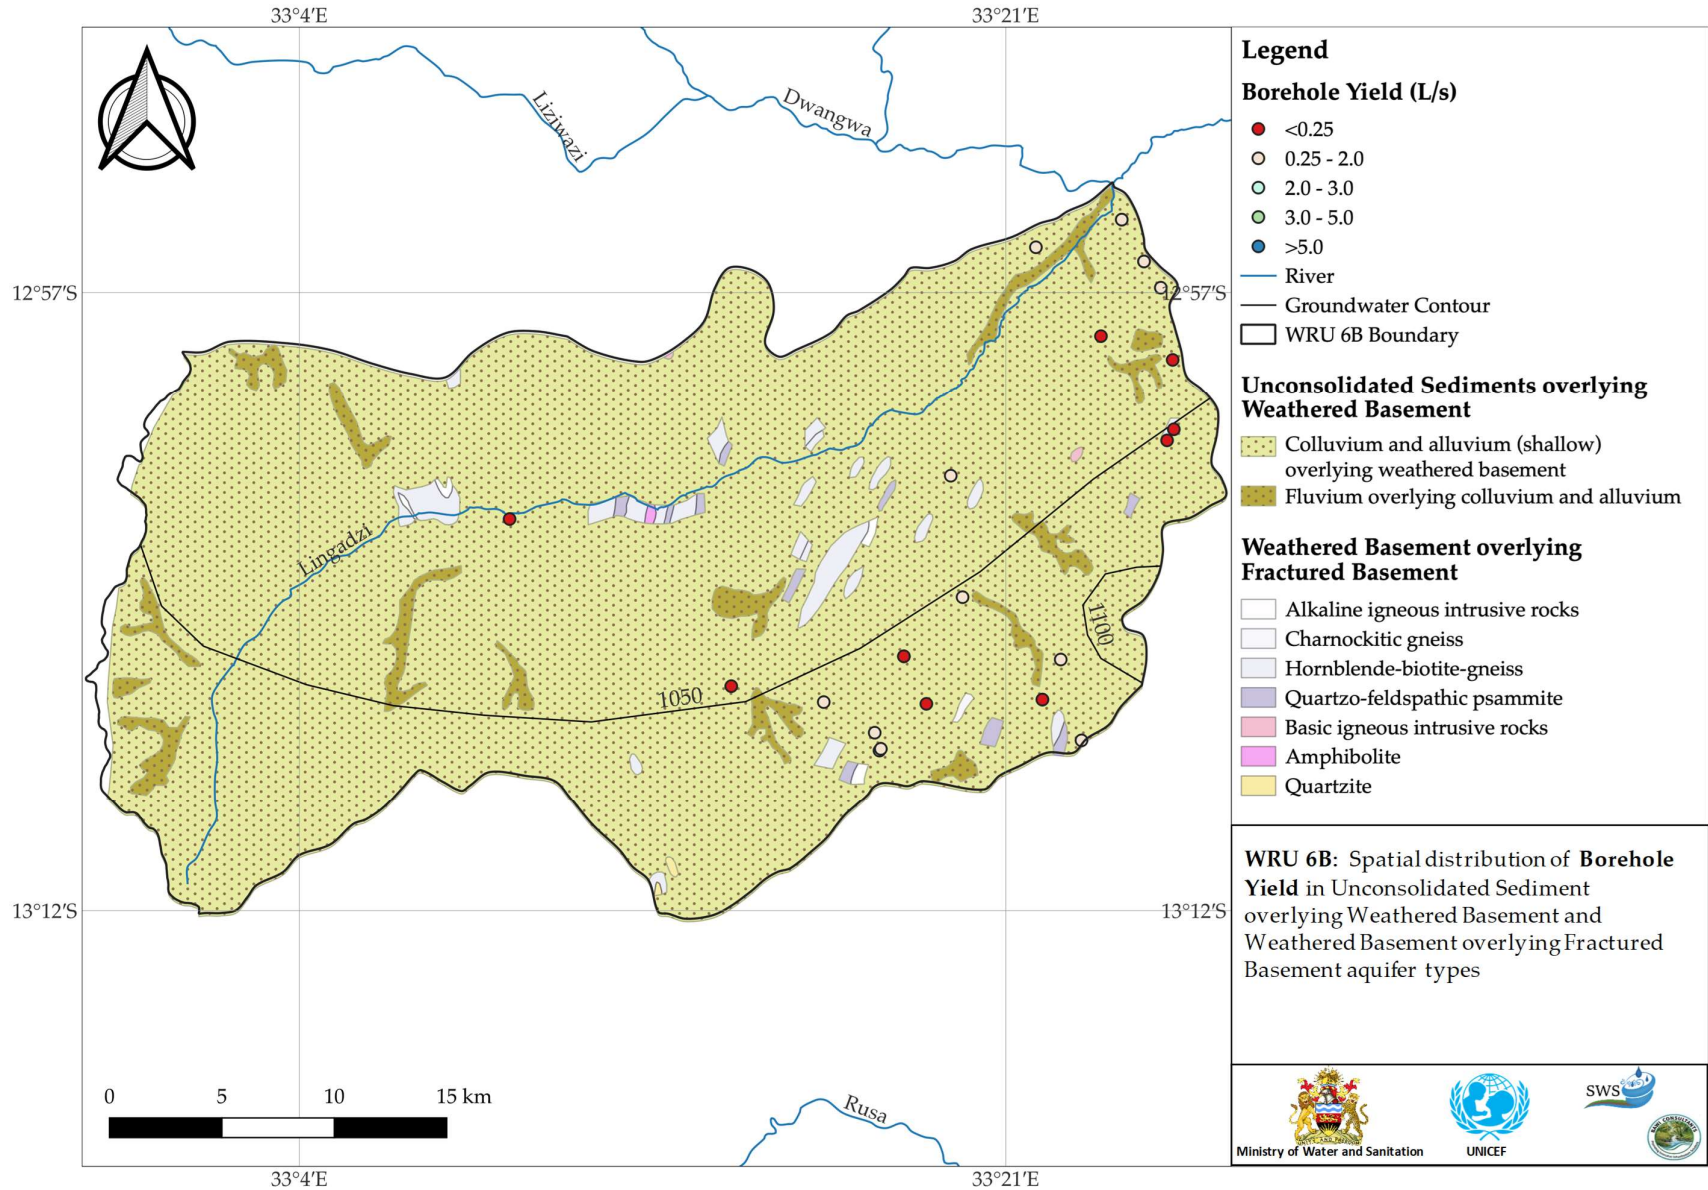 33°4′E
33°21′E
Liziwazi
Dwangwa
12°57′S
12°57′S
Lingadzi
1100
1050
13°12′S
13°12′S
0 5 10 15 km
Rusa
33°4′E
33°21′E
Legend
Borehole Yield (L/s)
<0.25
0.25 - 2.0
2.0 - 3.0
3.0 - 5.0
>5.0
River
Groundwater Contour
WRU 6B Boundary
Unconsolidated Sediments overlying
Weathered Basement
Colluvium and alluvium (shallow)
overlying weathered basement
Fluvium overlying colluvium and alluvium
Weathered Basement overlying
Fractured Basement
Alkaline igneous intrusive rocks
Charnockitic gneiss
Hornblende-biotite-gneiss
Quartzo-feldspathic psammite
Basic igneous intrusive rocks
Amphibolite
Quartzite
WRU 6B: Spatial distribution of Borehole
Yield in Unconsolidated Sediment
overlying Weathered Basement and
Weathered Basement overlying Fractured
Basement aquifer types
Ministry of Water and Sanitation
UNICEF
SWS